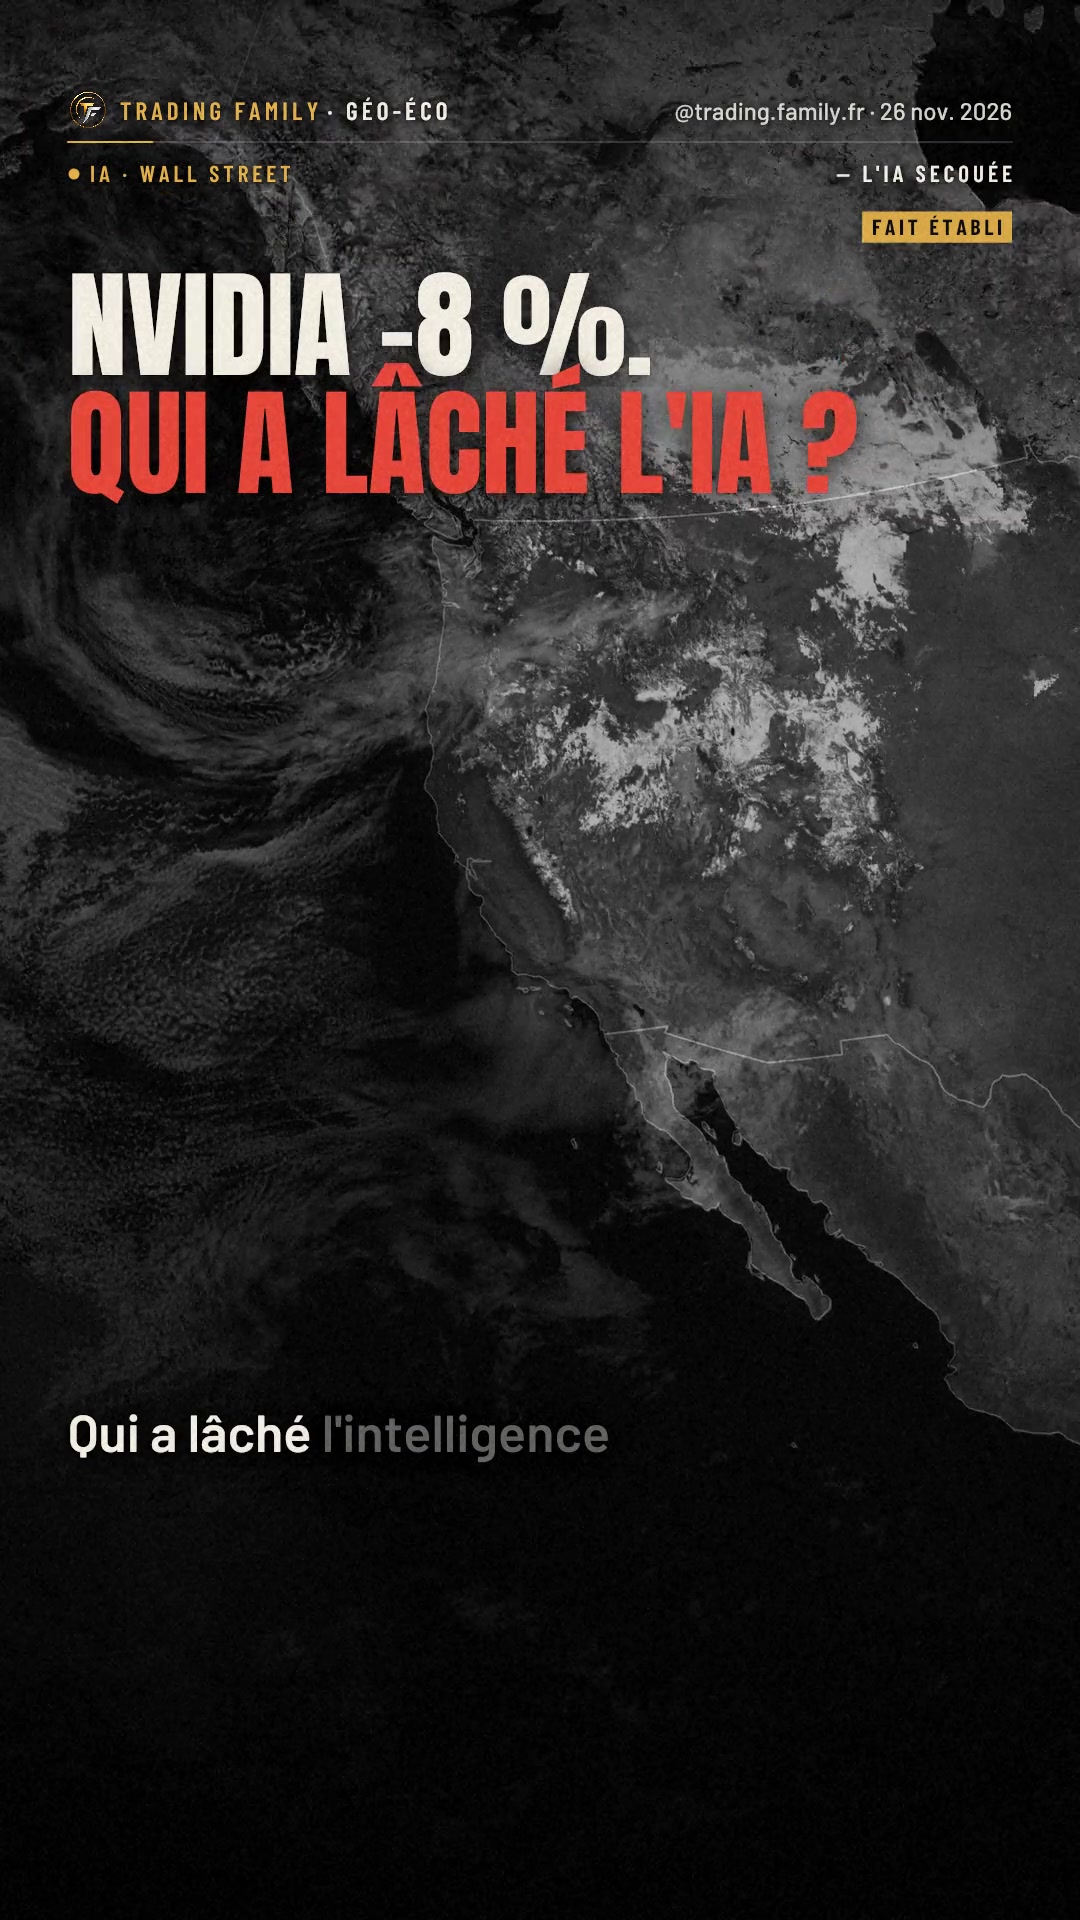 TF TRADING FAMILY · GÉO-ÉCO
@trading.family.fr · 26 nov. 2026
IA · WALL STREET
– L'IA SECOUÉE
FAIT ÉTABLI
NVIDIA -8 %.
QUI A LÂCHÉ L'IA ?
Qui a lâché l'intelligence